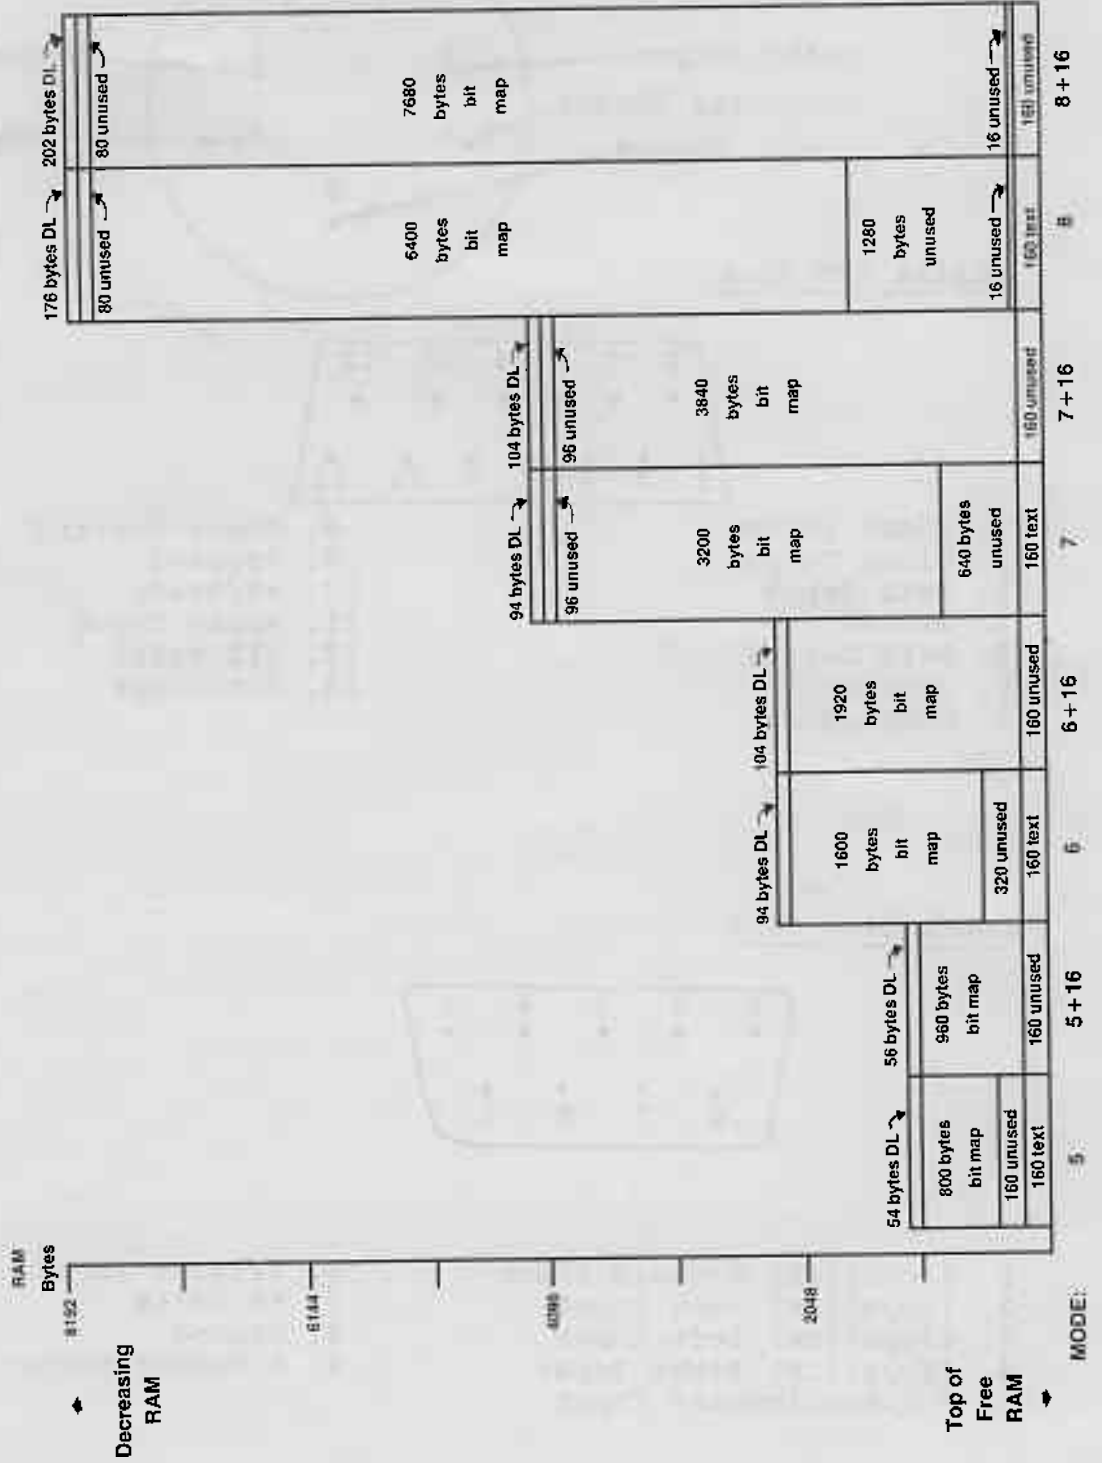 RAM
Bytes
8192
6144
4096
2048
Decreasing
RAM
Top of
Free
RAM
MODE:
54 bytes DL
800 bytes
bit map
160 unused
160 text
5
56 bytes DL
960 bytes
bit map
160 unused
5+16
94 bytes DL
1600
bytes
bit
map
320 unused
160 text
6
104 bytes DL
1920
bytes
bit
map
160 unused
6+16
94 bytes DL
96 unused
3200
bytes
bit
map
640 bytes
unused
160 text
7
104 bytes DL
96 unused
3840
bytes
bit
map
160 unused
7+16
176 bytes DL
80 unused
6400
bytes
bit
map
1280
bytes
unused
16 unused
160 text
8
202 bytes DL
80 unused
7680
bytes
bit
map
16 unused
160 unused
8+16